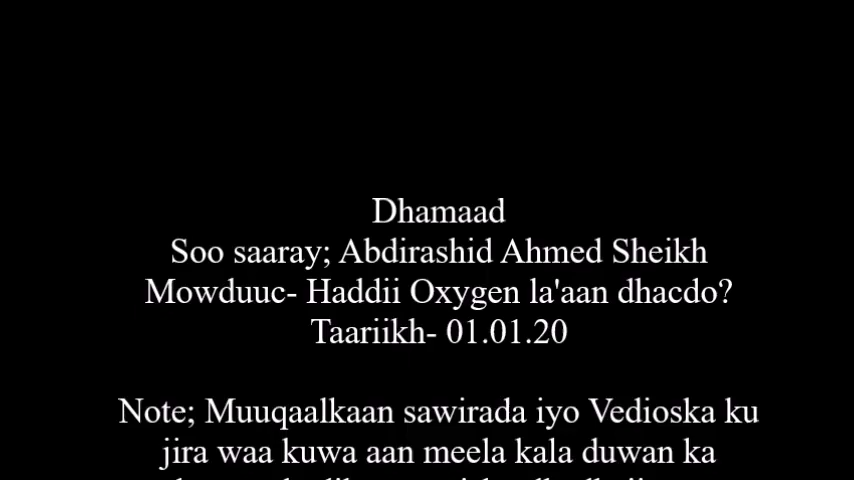 Dhamaad
Soo saaray; Abdirashid Ahmed Sheikh
Mowduuc- Haddii Oxygen la'aan dhacdo?
Taariikh- 01.01.20
Note; Muuqaalkaan sawirada iyo Vedioska ku
jira waa kuwa aan meela kala duwan ka